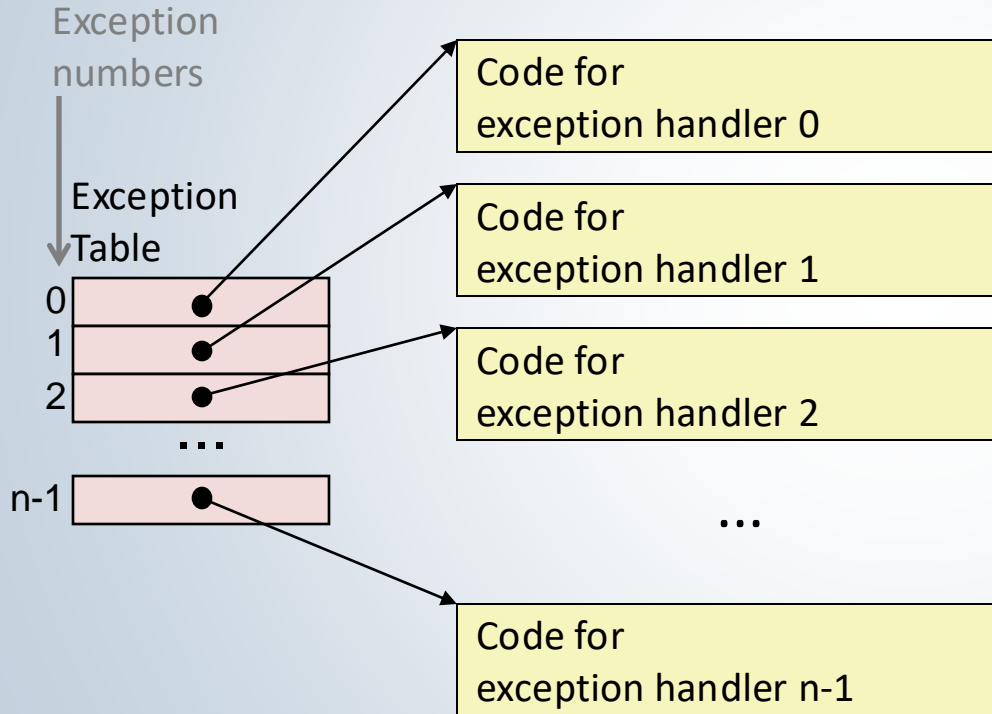 Exception
numbers
Exception
Table
0
1
2
...
n-1
Code for
exception handler 0
Code for
exception handler 1
Code for
exception handler 2
...
Code for
exception handler n-1